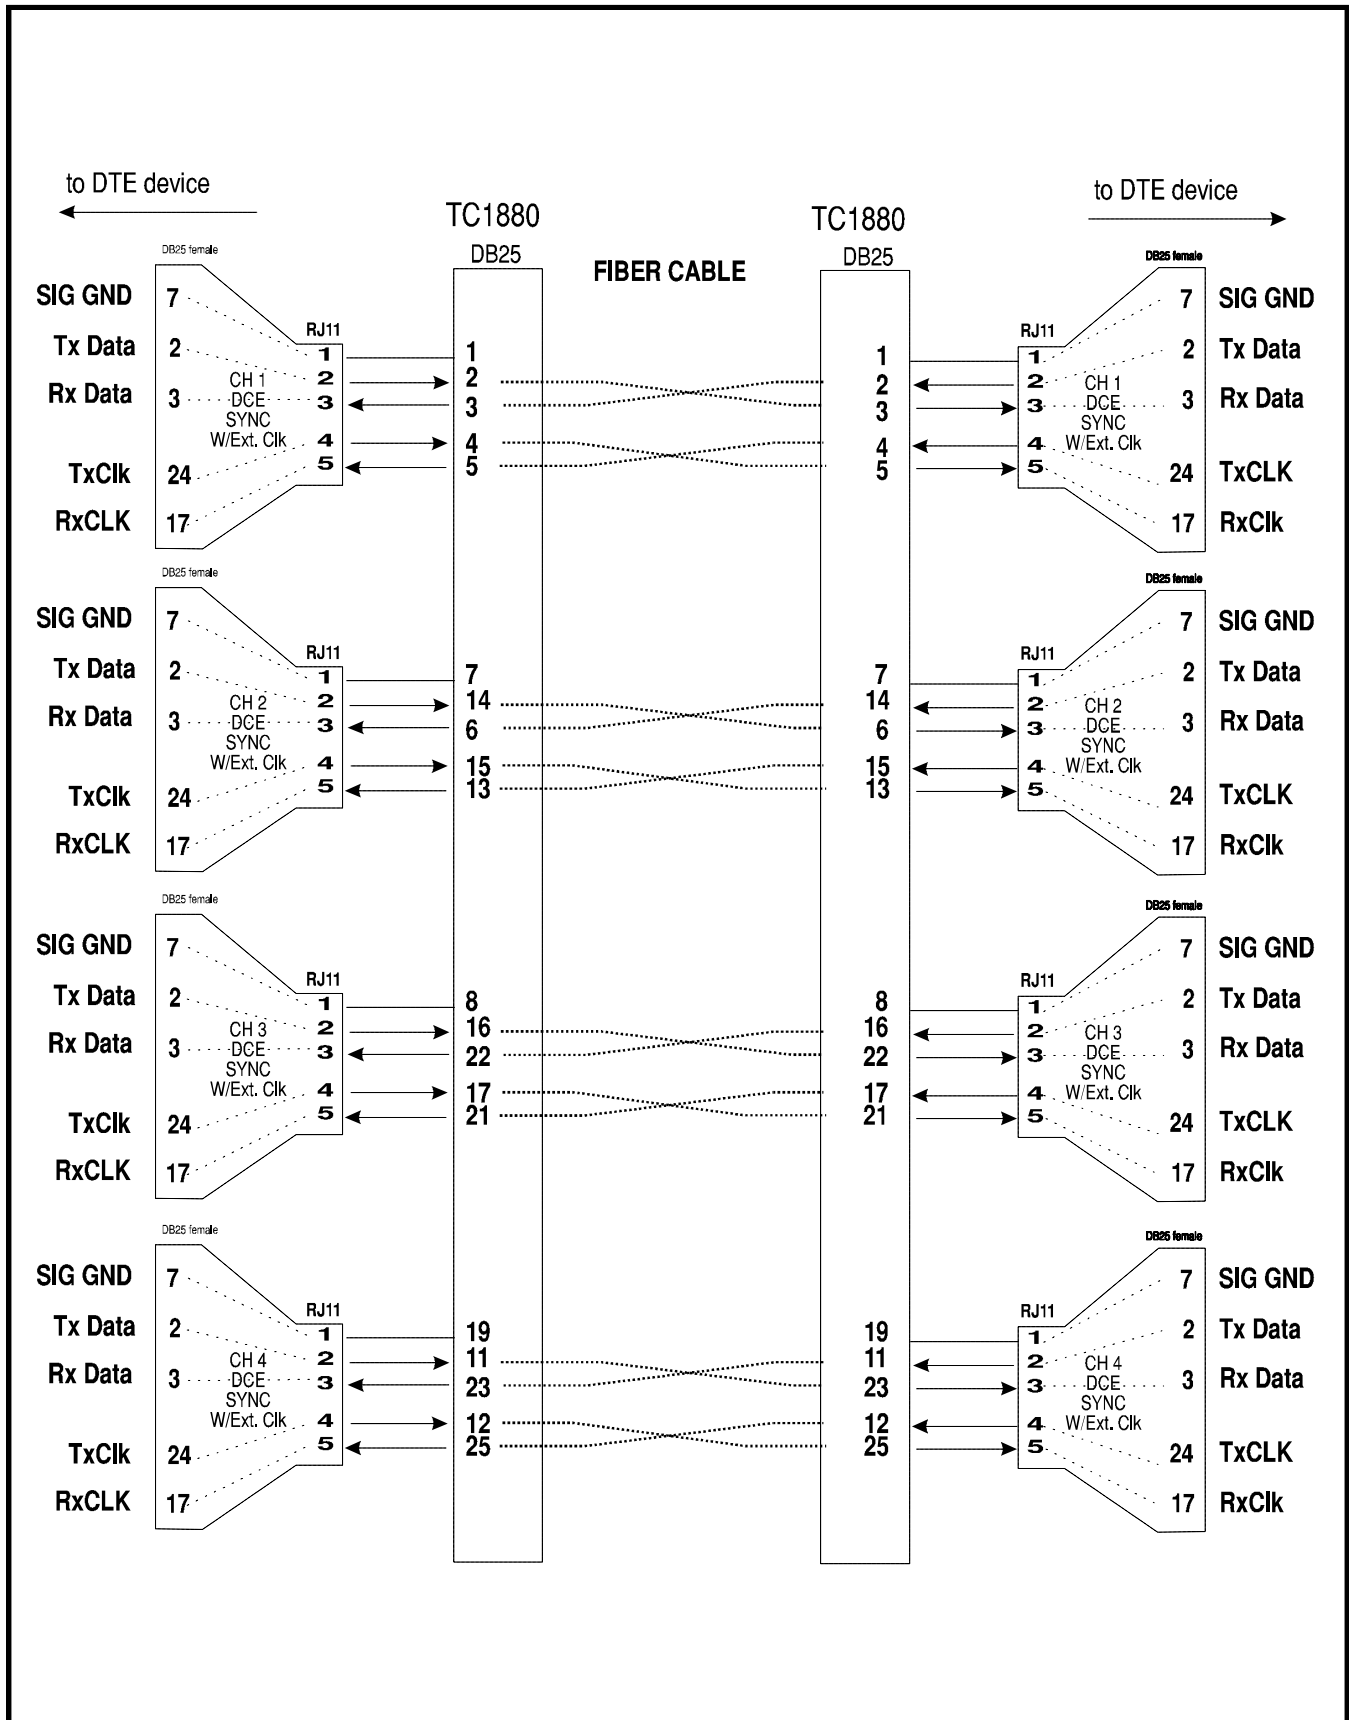 to DTE device
to DTE device
TC1880
TC1880
DB25
DB25
FIBER CABLE
DB25 female
SIG GND 7
Tx Data 2
Rx Data 3
TxClk 24
RxCLK 17
RJ11
1
2
3
4
5
CH 1
DCE
SYNC
W/Ext. Clk
1
2
3
4
5
1
2
3
4
5
DB25 female
RJ11
1
2
3
4
5
CH 1
DCE
SYNC
W/Ext. Clk
7 SIG GND
2 Tx Data
3 Rx Data
24 TxCLK
17 RxClk
DB25 female
SIG GND 7
Tx Data 2
Rx Data 3
TxClk 24
RxCLK 17
RJ11
1
2
3
4
5
CH 2
DCE
SYNC
W/Ext. Clk
7
14
6
15
13
7
14
6
15
13
DB25 female
RJ11
1
2
3
4
5
CH 2
DCE
SYNC
W/Ext. Clk
7 SIG GND
2 Tx Data
3 Rx Data
24 TxCLK
17 RxClk
DB25 female
SIG GND 7
Tx Data 2
Rx Data 3
TxClk 24
RxCLK 17
RJ11
1
2
3
4
5
CH 3
DCE
SYNC
W/Ext. Clk
8
16
22
17
21
8
16
22
17
21
DB25 female
RJ11
1
2
3
4
5
CH 3
DCE
SYNC
W/Ext. Clk
7 SIG GND
2 Tx Data
3 Rx Data
24 TxCLK
17 RxClk
DB25 female
SIG GND 7
Tx Data 2
Rx Data 3
TxClk 24
RxCLK 17
RJ11
1
2
3
4
5
CH 4
DCE
SYNC
W/Ext. Clk
19
11
23
12
25
19
11
23
12
25
DB25 female
RJ11
1
2
3
4
5
CH 4
DCE
SYNC
W/Ext. Clk
7 SIG GND
2 Tx Data
3 Rx Data
24 TxCLK
17 RxClk